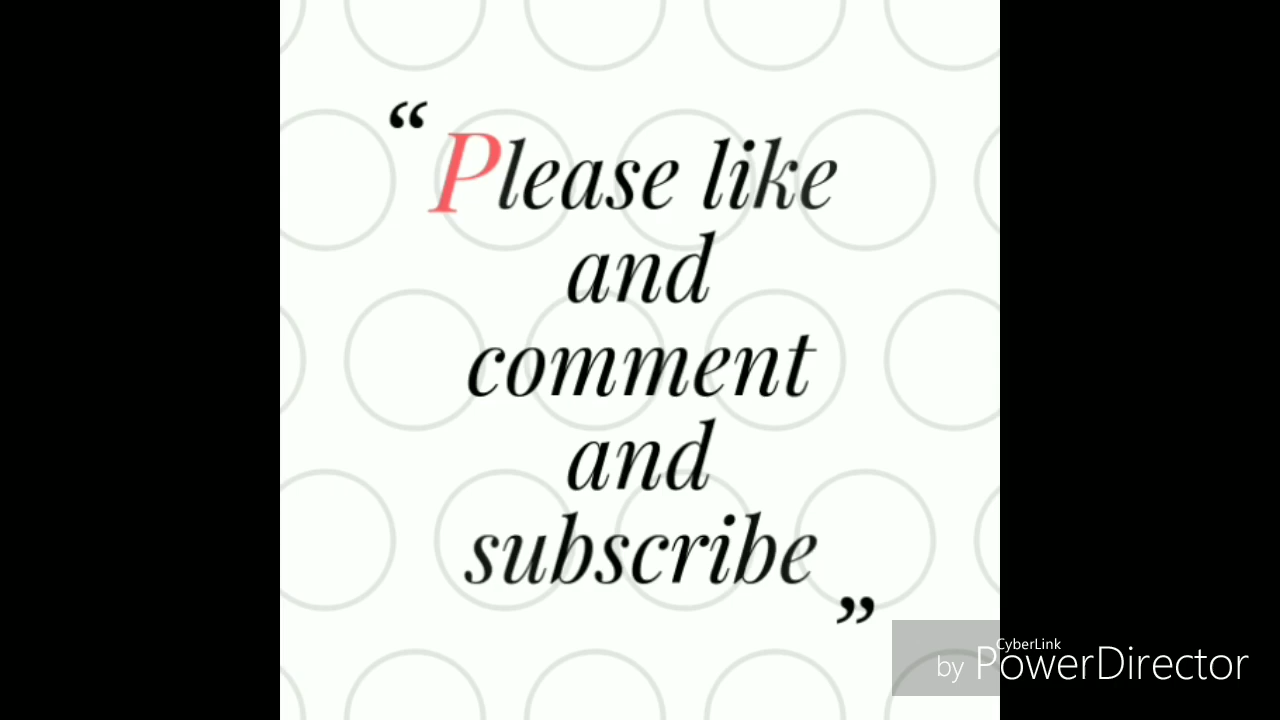 “Please like
and
comment
and
subscribe”
CyberLink
by PowerDirector